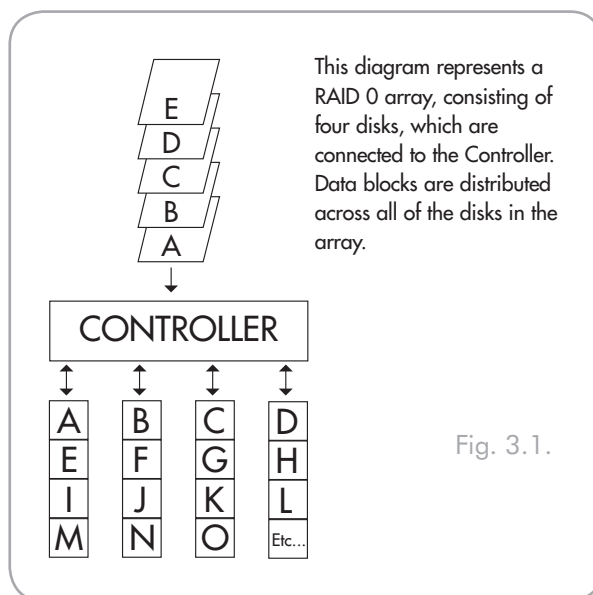 E
D
C
B
A
This diagram represents a
RAID 0 array, consisting of
four disks, which are
connected to the Controller.
Data blocks are distributed
across all of the disks in the
array.
CONTROLLER
A B C D
E F G H
I J K L
M N O Etc...
Fig. 3.1.